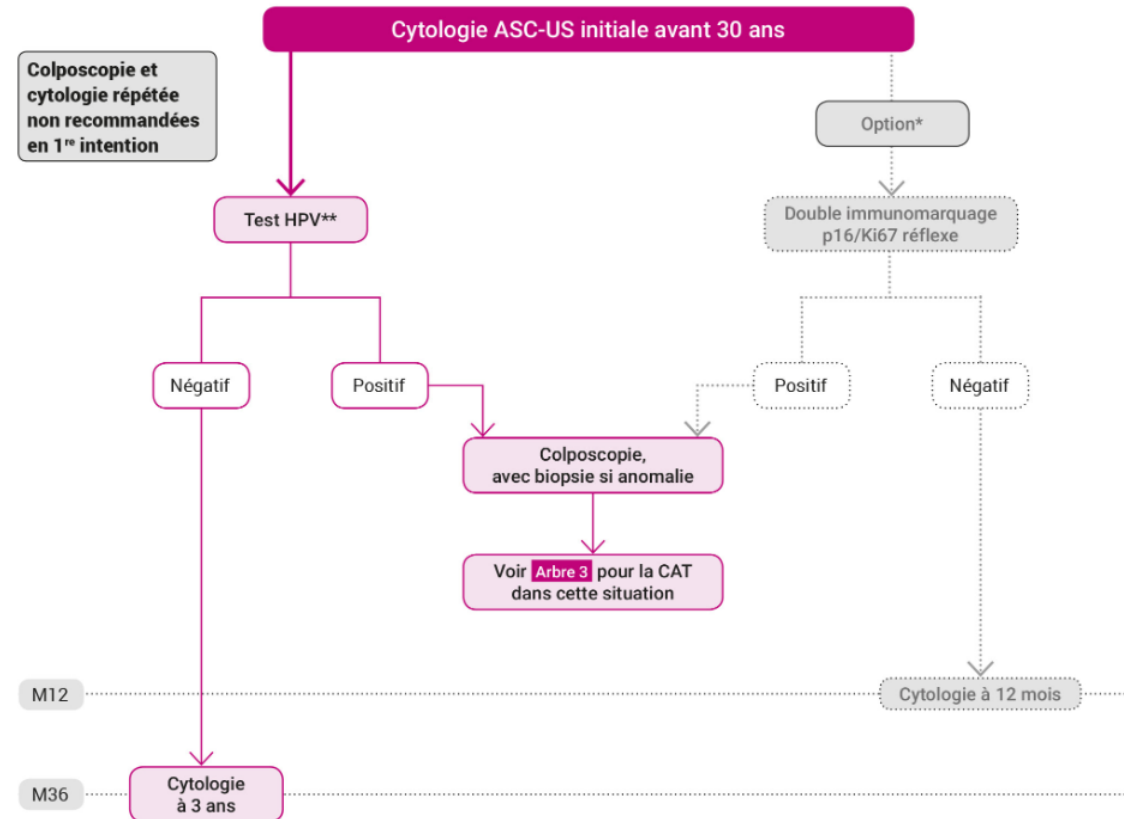 Cytologie ASC-US initiale avant 30 ans
Colposcopie et
cytologie répétée
non recommandées
en 1re intention
Option*
Test HPV**
Double immunomarquage
p16/Ki67 réflexe
Négatif
Positif
Positif
Négatif
Colposcopie,
avec biopsie si anomalie
Voir Arbre 3 pour la CAT
dans cette situation
M12
Cytologie à 12 mois
M36
Cytologie
à 3 ans